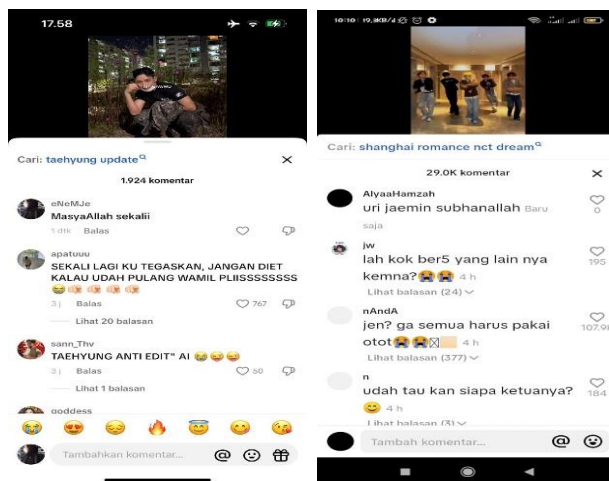 17.58
Cari: taehyung update
1.924 komentar
eNeMJe
MasyaAllah sekalii
1 dtk Balas
apatuuu
SEKALI LAGI KU TEGASKAN, JANGAN DIET
KALAU UDAH PULANG WAMIL PLIISSSSSSSS
😭🫵🏻🫵🏻🫵🏻🫵🏻
3 j Balas 767
Lihat 20 balasan
sann_Thv
TAEHYUNG ANTI EDIT" AI 😂😜😜
3 j Balas 50
Lihat 1 balasan
goddess
Tambahkan komentar...
10:10 19,3KB/d
Cari: shanghai romance nct dream
29.0K komentar
AlyaaHamzah
uri jaemin subhanallah Baru
saja
0
jw
lah kok ber5 yang lain nya
kemna?😭😭 4 h
195
Lihat balasan (24)
nAndA
jen? ga semua harus pakai
otot😭😭 4 h
107.9K
Lihat balasan (377)
n
udah tau kan siapa ketuanya?
😊 4 h
184
Lihat balasan (3)
Tambah komentar...